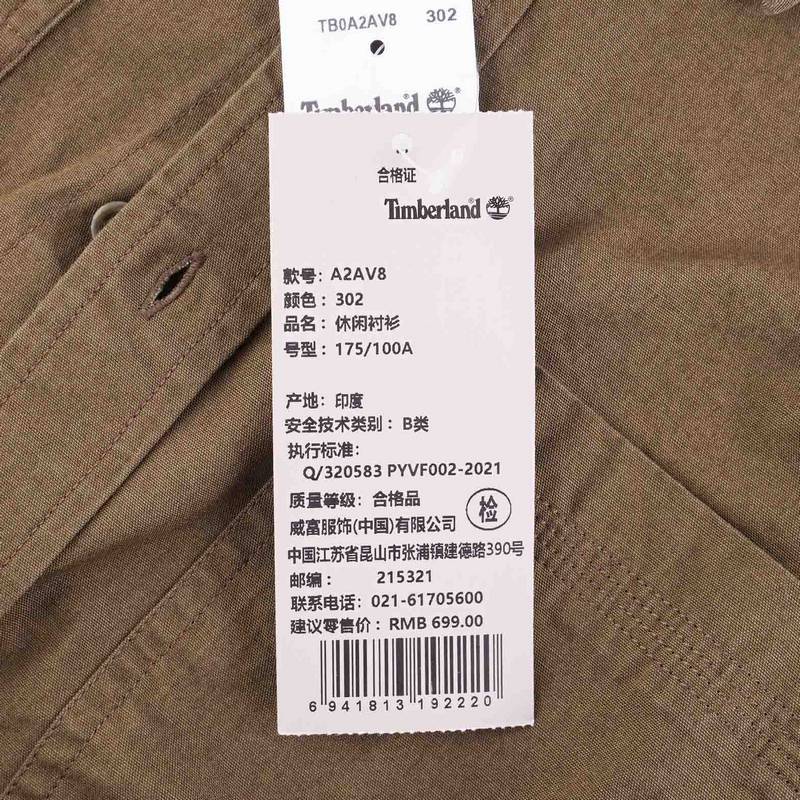 TB0A2AV8 302
Timberland
合格证
Timberland
款号: A2AV8
颜色: 302
品名: 休闲衬衫
号型: 175/100A
产地: 印度
安全技术类别: B类
执行标准:
Q/320583 PYVF002-2021
质量等级: 合格品
检
威富服饰(中国)有限公司
中国江苏省昆山市张浦镇建德路390号
邮编: 215321
联系电话: 021-61705600
建议零售价: RMB 699.00
6 941813 192220